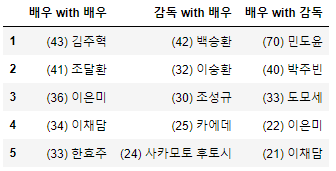 배우 with 배우 감독 with 배우 배우 with 감독
1 (43) 김주혁 (42) 백승환 (70) 민도윤
2 (41) 조달환 (32) 이승환 (40) 박주빈
3 (36) 이은미 (30) 조성규 (33) 도모세
4 (34) 이채담 (25) 카에데 (22) 이은미
5 (33) 한효주 (24) 사카모토 후토시 (21) 이채담